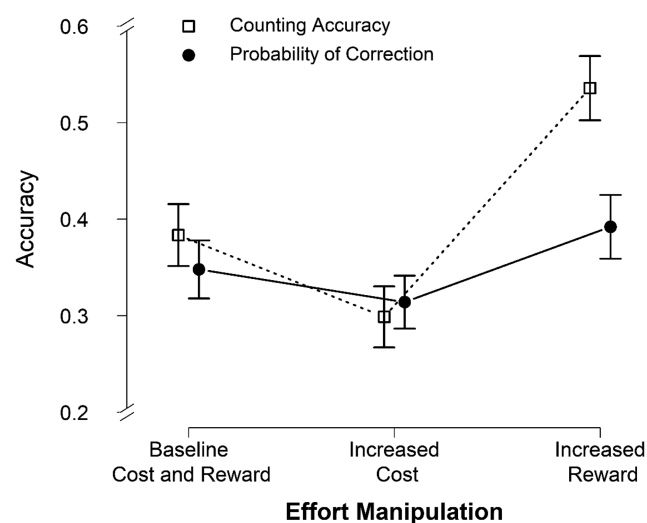 0.6
Counting Accuracy
Probability of Correction
0.5
0.4
0.3
0.2
Accuracy
Baseline
Cost and Reward
Increased
Cost
Increased
Reward
Effort Manipulation